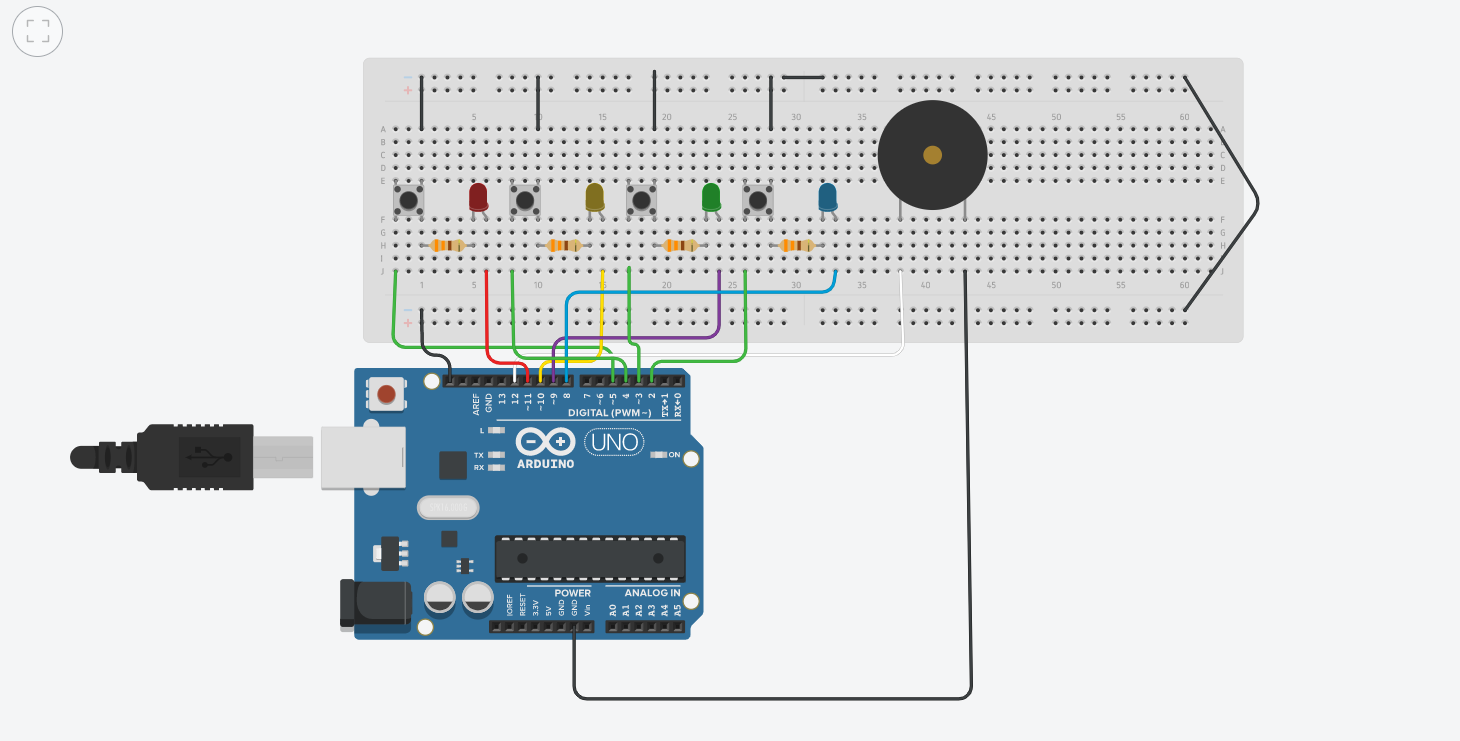 − −
+ +
5 10 15 20 25 30 35 45 50 55 60
A A
B B
C C
D D
E E
F F
G G
H H
I I
J J
1 5 10 15 20 25 30 35 40 45 50 55 60
− −
+ +
AREF GND 13 12 ~11 ~10 ~9 8 7 ~6 ~5 4 ~3 2 TX→1 RX←0
DIGITAL (PWM~)
L
TX
RX
UNO
ON
ARDUINO
POWER ANALOG IN
IOREF RESET 3.3V 5V GND GND Vin A0 A1 A2 A3 A4 A5